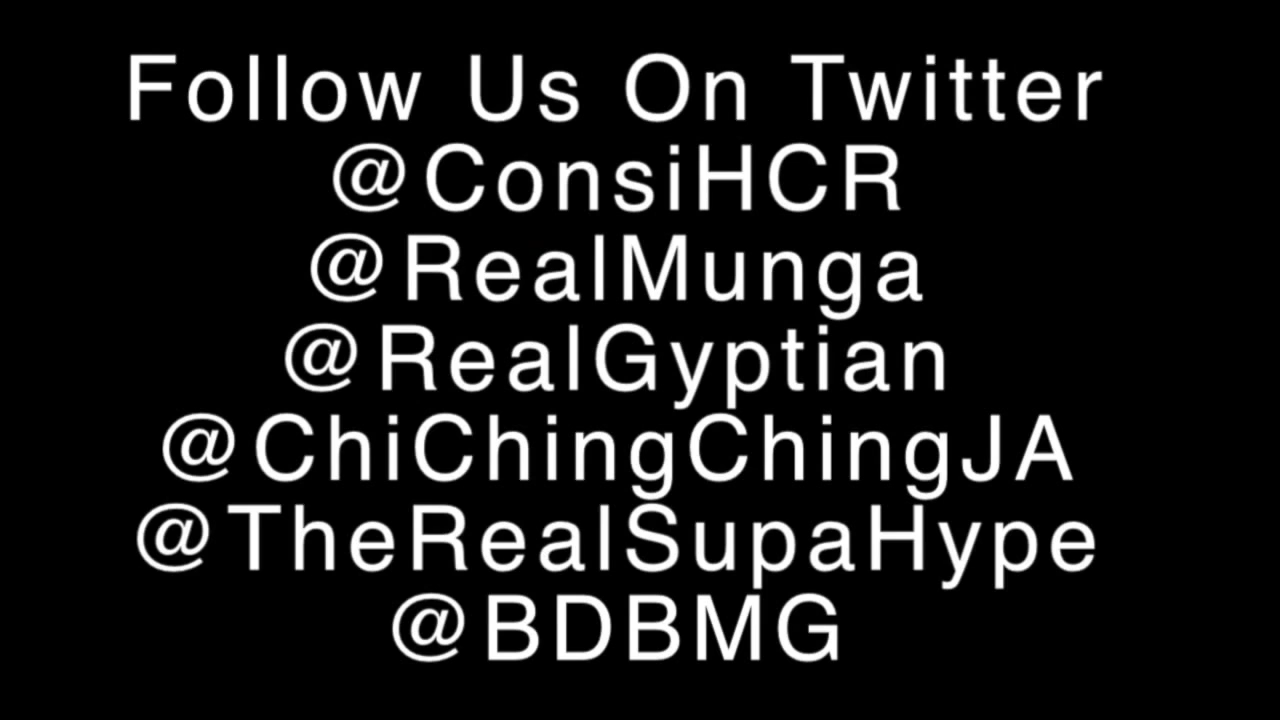 Follow Us On Twitter
@ConsiHCR
@RealMunga
@RealGyptian
@ChiChingChingJA
@TheRealSupaHype
@BDBMG